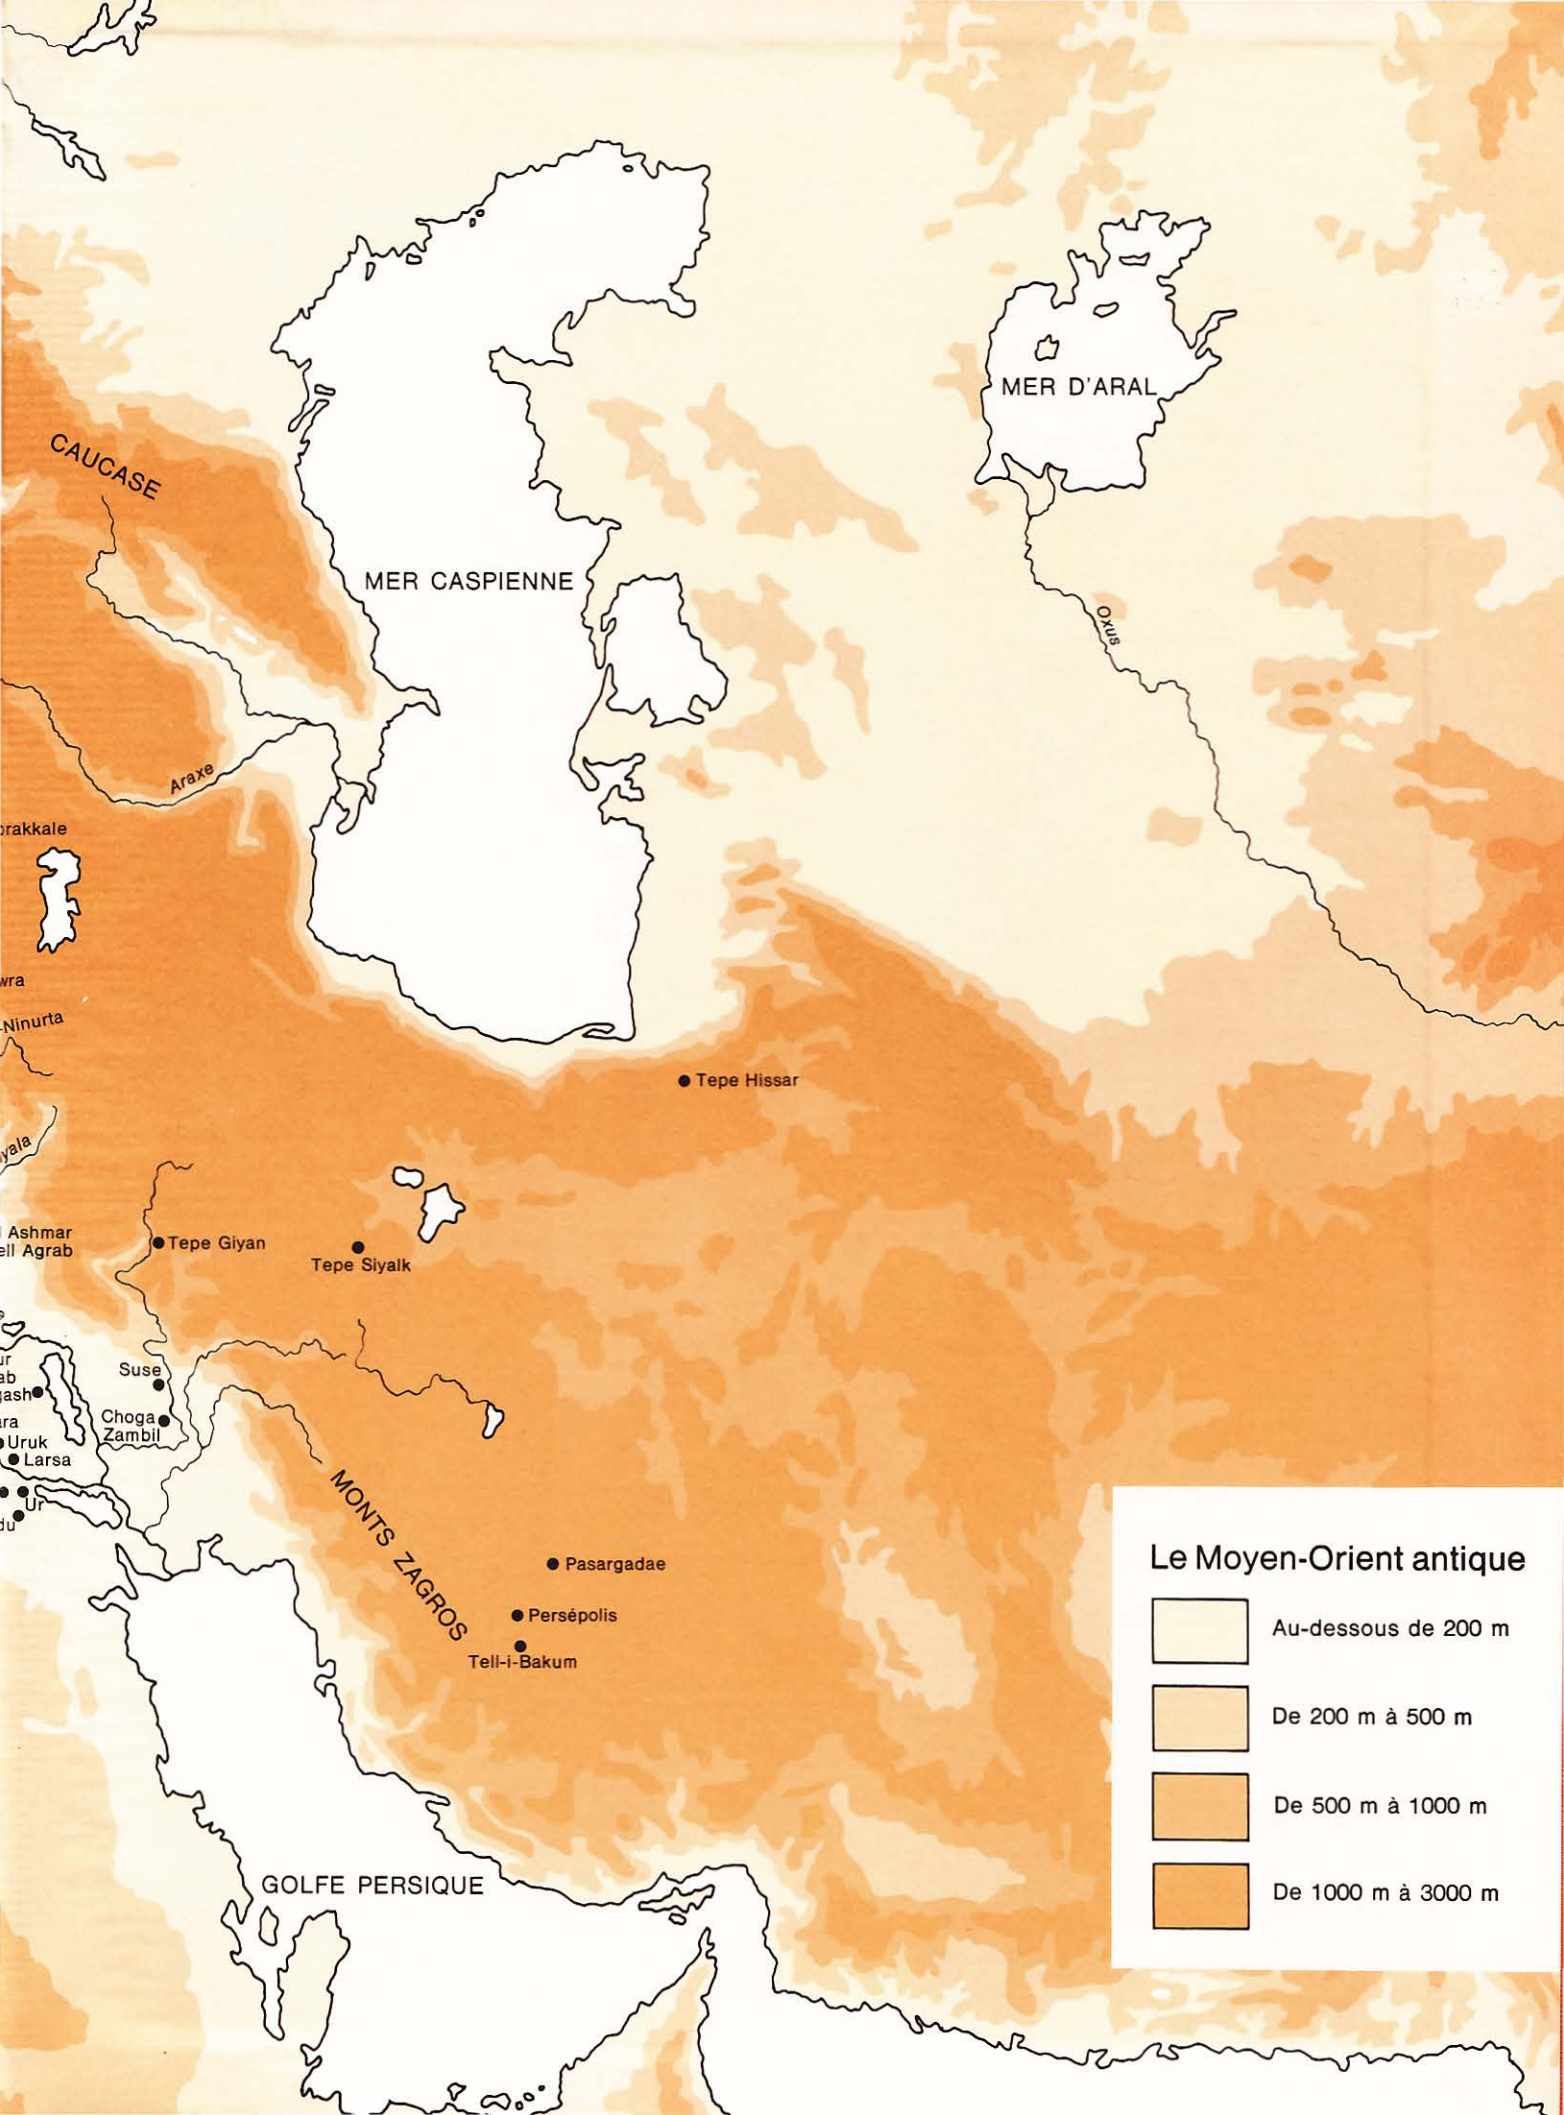 MER D'ARAL
CAUCASE
MER CASPIENNE
Oxus
Araxe
Tepe Hissar
Ashmar
Agrab
Tepe Giyan
Tepe Siyalk
Suse
Choga
Zambil
Uruk
Larsa
Ur
MONTS ZAGROS
Pasargadae
Persépolis
Tell-i-Bakum
GOLFE PERSIQUE
Le Moyen-Orient antique
Au-dessous de 200 m
De 200 m à 500 m
De 500 m à 1000 m
De 1000 m à 3000 m